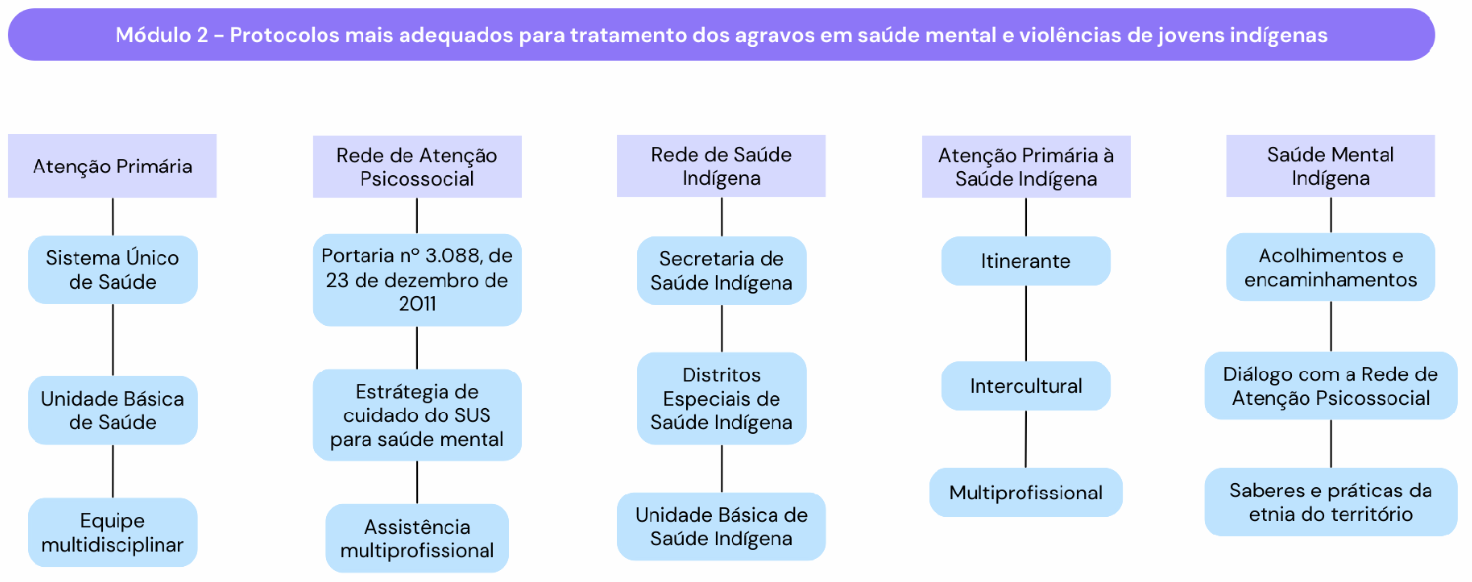 Módulo 2 - Protocolos mais adequados para tratamento dos agravos em saúde mental e violências de jovens indígenas
Atenção Primária
Sistema Único
de Saúde
Unidade Básica
de Saúde
Equipe
multidisciplinar
Rede de Atenção
Psicossocial
Portaria nº 3.088, de
23 de dezembro de
2011
Estrátegia de
cuidado do SUS
para saúde mental
Assistência
multiprofissional
Rede de Saúde
Indígena
Secretaria de
Saúde Indígena
Distritos
Especiais de
Saúde Indígena
Unidade Básica de
Saúde Indígena
Atenção Primária à
Saúde Indígena
Itinerante
Intercultural
Multiprofissional
Saúde Mental
Indígena
Acolhimentos e
encaminhamentos
Diálogo com a Rede de
Atenção Psicossocial
Saberes e práticas da
etnia do território